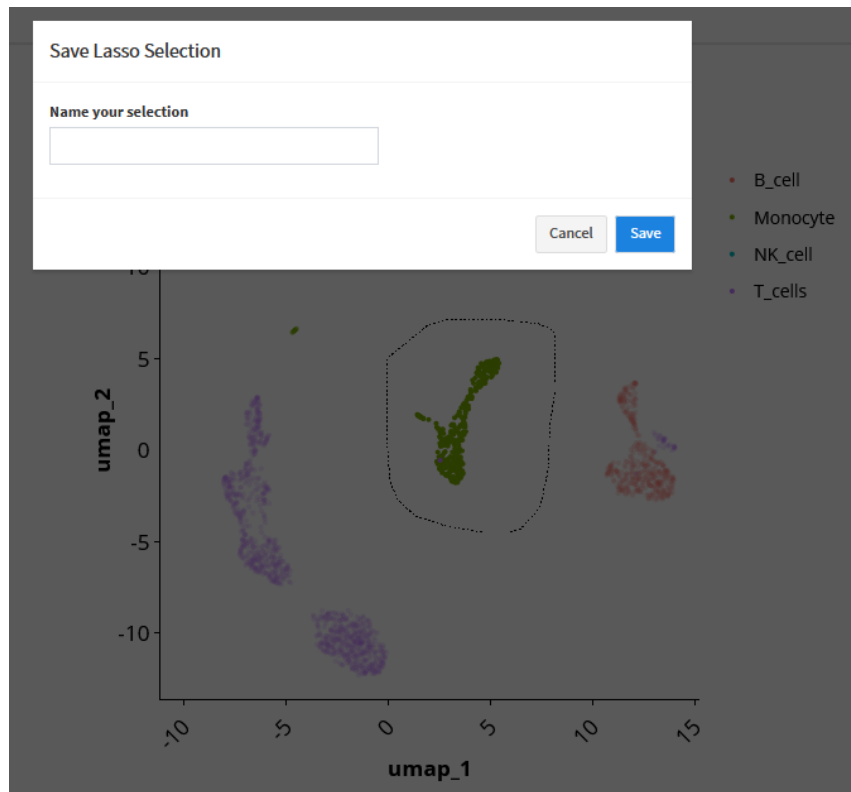 Save Lasso Selection
Name your selection
Cancel
Save
B_cell
Monocyte
NK_cell
T_cells
10
5
0
-5
-10
umap_2
-10
-5
0
5
10
15
umap_1